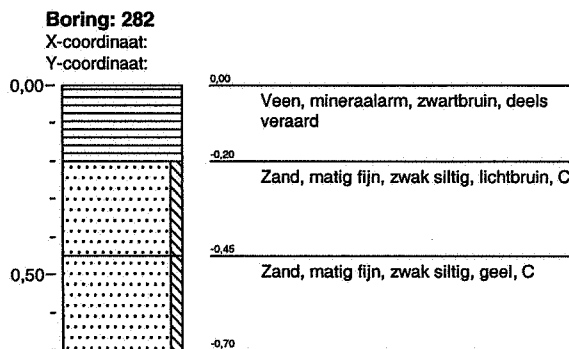 Boring: 282
X-coordinaat:
Y-coordinaat:
0,00
0,00
Veen, mineraalarm, zwartbruin, deels
veraard
-0,20
Zand, matig fijn, zwak siltig, lichtbruin, C
-0,45
0,50
Zand, matig fijn, zwak siltig, geel, C
-0,70